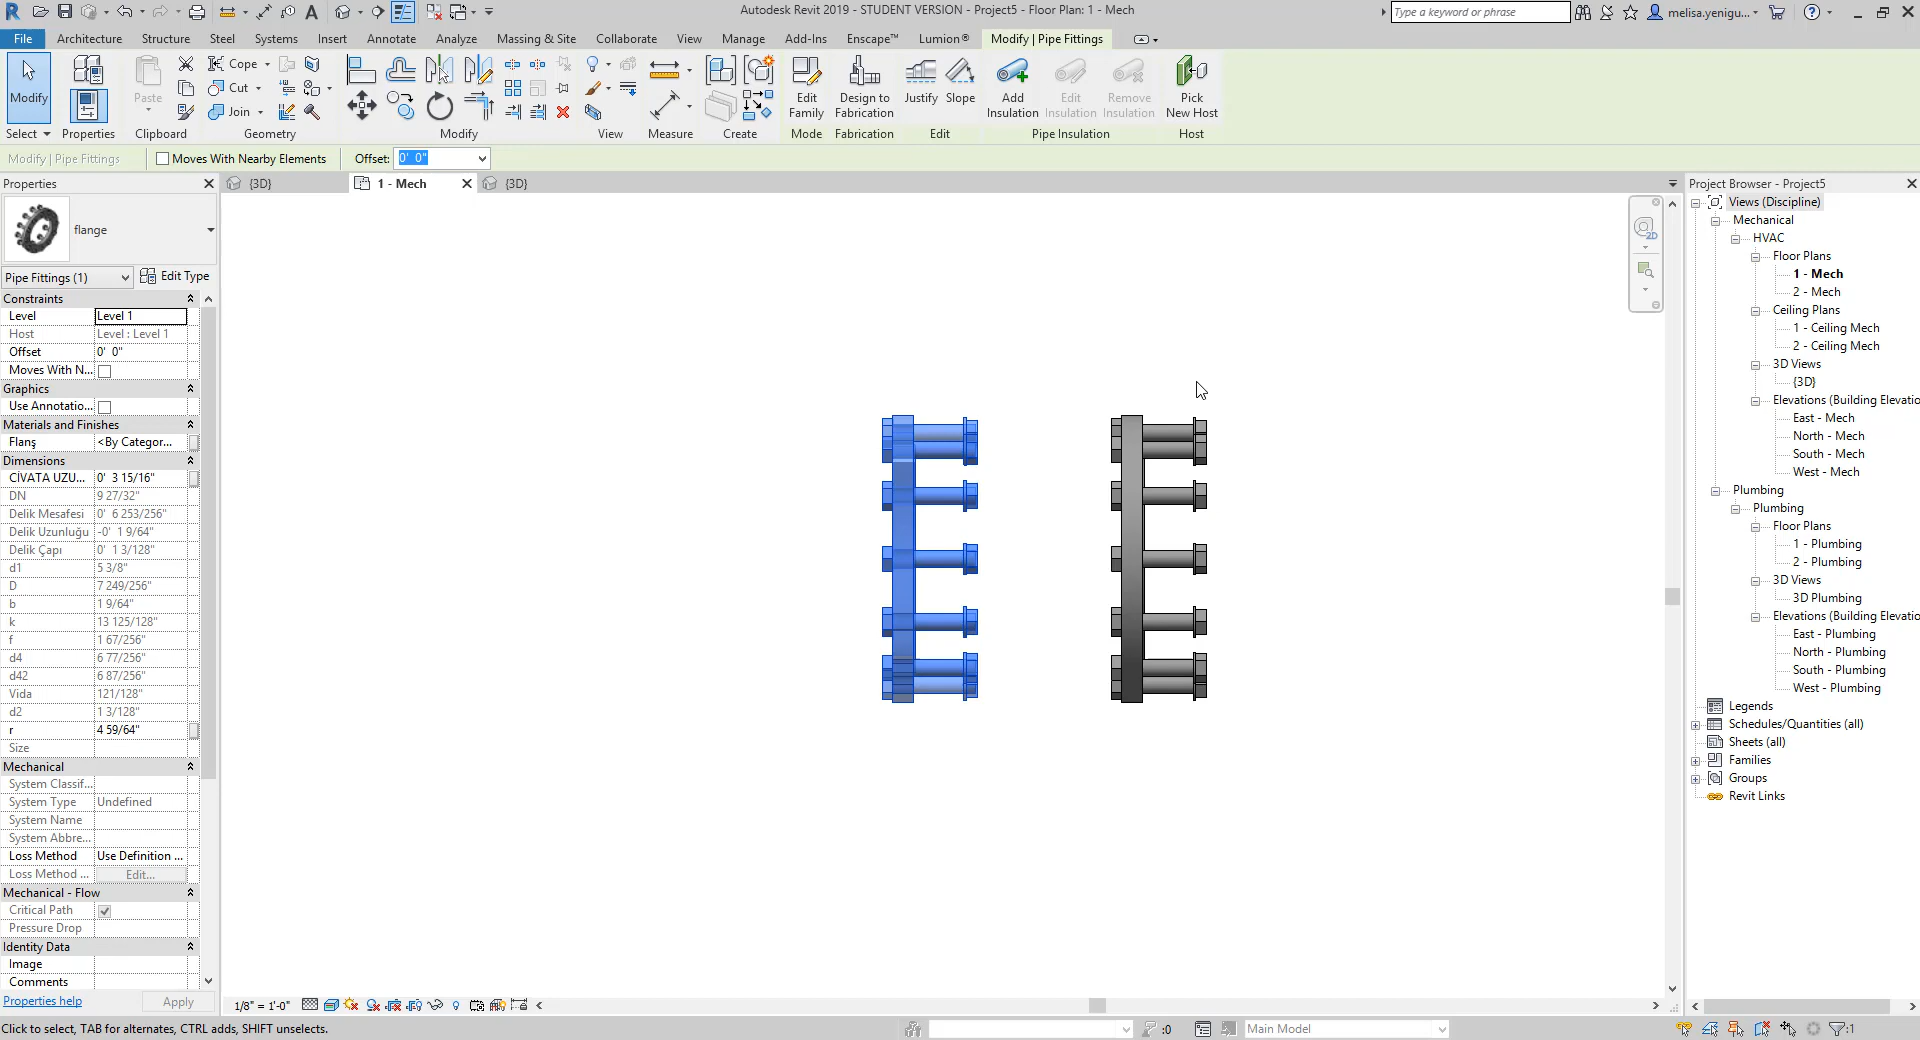 Autodesk Revit 2019 - STUDENT VERSION - Project5 - Floor Plan: 1 - Mech
Type a keyword or phrase
melisa.yenigu...
File Architecture Structure Steel Systems Insert Annotate Analyze Massing & Site Collaborate View Manage Add-Ins Enscape™ Lumion® Modify | Pipe Fittings
Modify
Paste
Cope
Cut
Join
Edit Family
Design to Fabrication
Justify
Slope
Add Insulation
Edit Insulation
Remove Insulation
Pick New Host
Select Properties Clipboard Geometry Modify View Measure Create Mode Fabrication Edit Pipe Insulation Host
Modify | Pipe Fittings
Moves With Nearby Elements
Offset: 0' 0"
Properties
{3D}
1 - Mech
{3D}
flange
Pipe Fittings (1)
Edit Type
Constraints
Level Level 1
Host Level : Level 1
Offset 0' 0"
Moves With N...
Graphics
Use Annotatio...
Materials and Finishes
Flanş <By Categor...
Dimensions
CİVATA UZU... 0' 3 15/16"
DN 9 27/32"
Delik Mesafesi 0' 6 253/256"
Delik Uzunluğu -0' 1 9/64"
Delik Çapı 0' 1 3/128"
d1 5 3/8"
D 7 249/256"
b 1 9/64"
k 13 125/128"
f 1 67/256"
d4 6 77/256"
d42 6 87/256"
Vida 121/128"
d2 1 3/128"
r 4 59/64"
Size
Mechanical
System Classif...
System Type Undefined
System Name
System Abbre...
Loss Method Use Definition ...
Loss Method ... Edit...
Mechanical - Flow
Critical Path
Pressure Drop
Identity Data
Image
Comments
Properties help
Apply
2D
Project Browser - Project5
Views (Discipline)
Mechanical
HVAC
Floor Plans
1 - Mech
2 - Mech
Ceiling Plans
1 - Ceiling Mech
2 - Ceiling Mech
3D Views
{3D}
Elevations (Building Elevatio
East - Mech
North - Mech
South - Mech
West - Mech
Plumbing
Plumbing
Floor Plans
1 - Plumbing
2 - Plumbing
3D Views
3D Plumbing
Elevations (Building Elevatio
East - Plumbing
North - Plumbing
South - Plumbing
West - Plumbing
Legends
Schedules/Quantities (all)
Sheets (all)
Families
Groups
Revit Links
1/8" = 1'-0"
Click to select, TAB for alternates, CTRL adds, SHIFT unselects.
:0
Main Model
:1